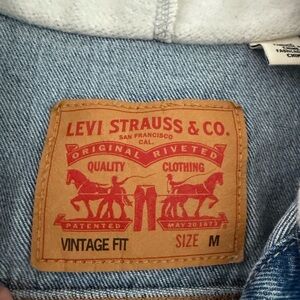 LEVI STRAUSS & CO.
SAN FRANCISCO
CAL.
ORIGINAL RIVETED
QUALITY CLOTHING
PATENTED MAY 20 1873
VINTAGE FIT SIZE M